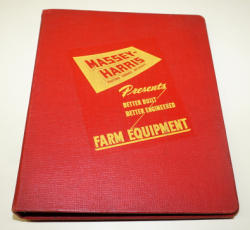 MASSEY-
HARRIS
Presents
BETTER BUILT
BETTER ENGINEERED
FARM EQUIPMENT